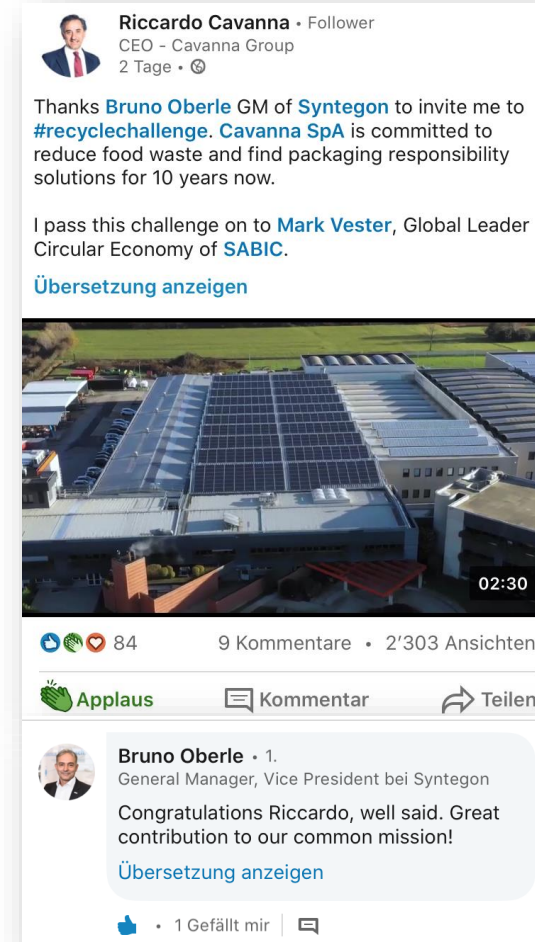 Riccardo Cavanna • Follower
CEO - Cavanna Group
2 Tage •
Thanks Bruno Oberle GM of Syntegon to invite me to
#recyclechallenge. Cavanna SpA is committed to
reduce food waste and find packaging responsibility
solutions for 10 years now.
I pass this challenge on to Mark Vester, Global Leader
Circular Economy of SABIC.
Übersetzung anzeigen
02:30
84 9 Kommentare • 2’303 Ansichten
Applaus Kommentar Teilen
Bruno Oberle • 1.
General Manager, Vice President bei Syntegon
Congratulations Riccardo, well said. Great
contribution to our common mission!
Übersetzung anzeigen
• 1 Gefällt mir